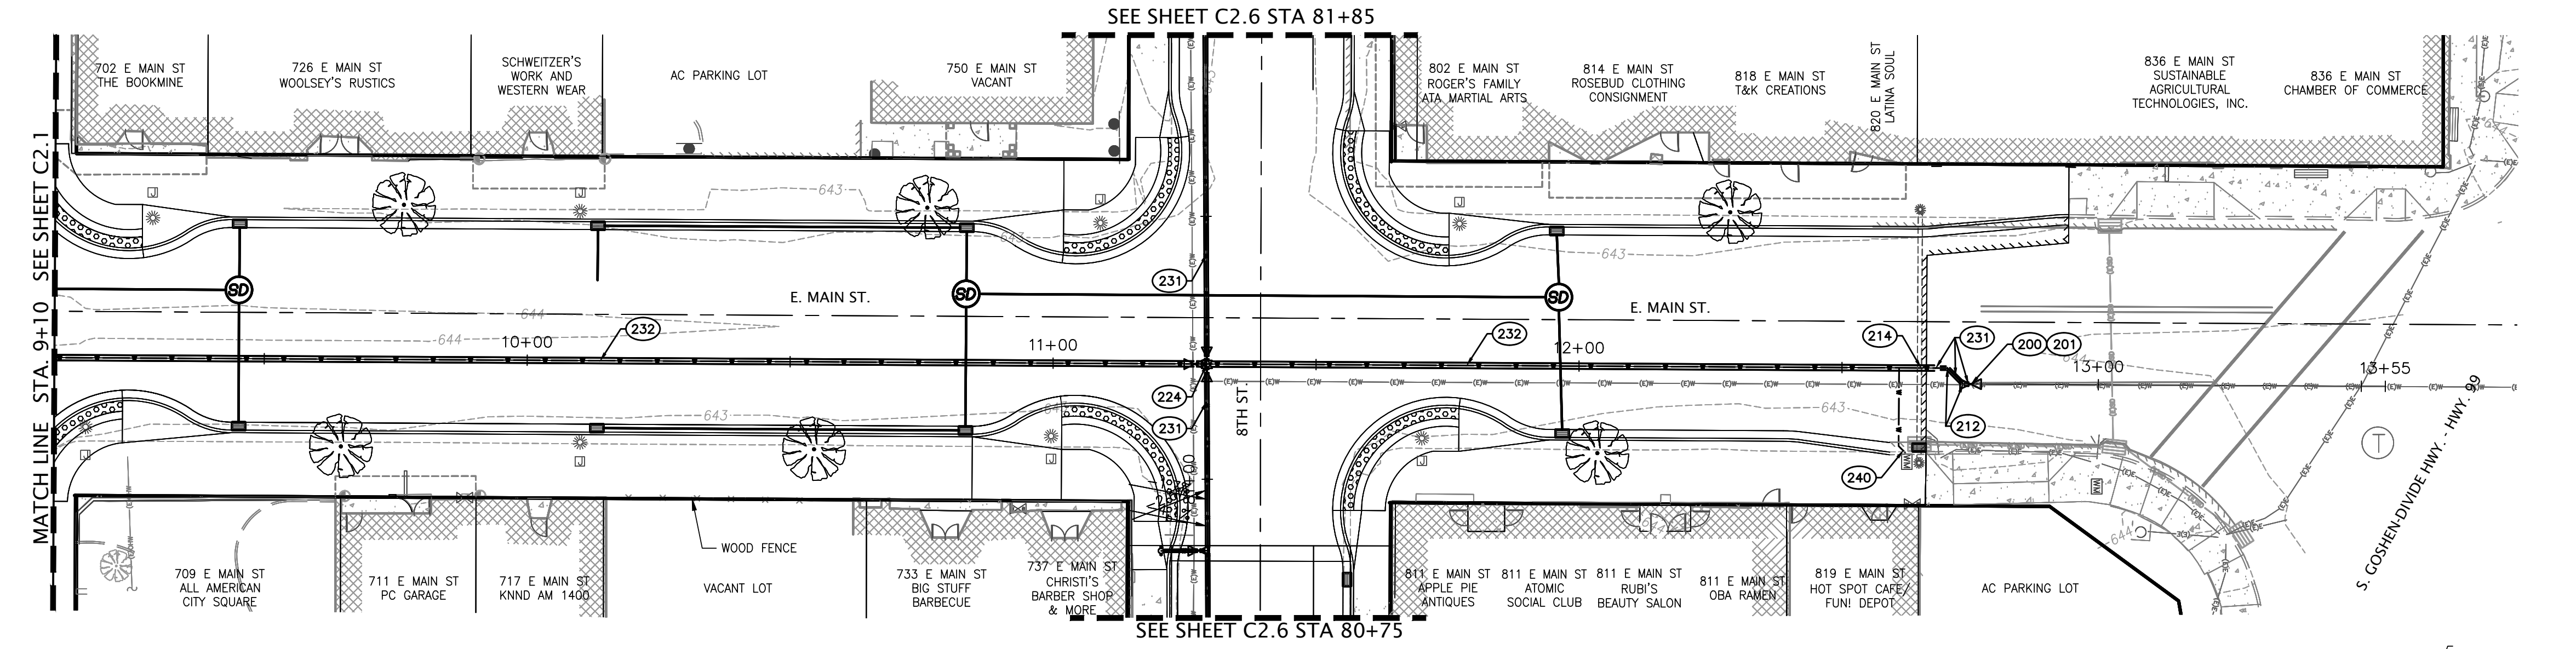 SEE SHEET C2.6 STA 81+85
702 E MAIN ST
THE BOOKMINE
726 E MAIN ST
WOOLSEY'S RUSTICS
SCHWEITZER'S
WORK AND
WESTERN WEAR
AC PARKING LOT
750 E MAIN ST
VACANT
802 E MAIN ST
ROGER'S FAMILY
ATA MARTIAL ARTS
814 E MAIN ST
ROSEBUD CLOTHING
CONSIGNMENT
818 E MAIN ST
T&K CREATIONS
820 E MAIN ST
LATINA SOUL
836 E MAIN ST
SUSTAINABLE
AGRICULTURAL
TECHNOLOGIES, INC.
836 E MAIN ST
CHAMBER OF COMMERCE
MATCH LINE STA. 9+10 SEE SHEET C2.1
643
643
643
643
SD
SD
SD
231
E. MAIN ST.
E. MAIN ST.
644
644
232
232
10+00
11+00
12+00
214
231
200
201
644
13+00
13+55
224
231
8TH ST.
212
240
643
643
T
S. GOSHEN-DIVIDE HWY. - HWY. 99
WM
WM
644
WOOD FENCE
709 E MAIN ST
ALL AMERICAN
CITY SQUARE
711 E MAIN ST
PC GARAGE
717 E MAIN ST
KNND AM 1400
VACANT LOT
733 E MAIN ST
BIG STUFF
BARBECUE
737 E MAIN ST
CHRISTI'S
BARBER SHOP
& MORE
811 E MAIN ST
APPLE PIE
ANTIQUES
811 E MAIN ST
ATOMIC
SOCIAL CLUB
811 E MAIN ST
RUBI'S
BEAUTY SALON
811 E MAIN ST
OBA RAMEN
819 E MAIN ST
HOT SPOT CAFE/
FUN! DEPOT
AC PARKING LOT
SEE SHEET C2.6 STA 80+75